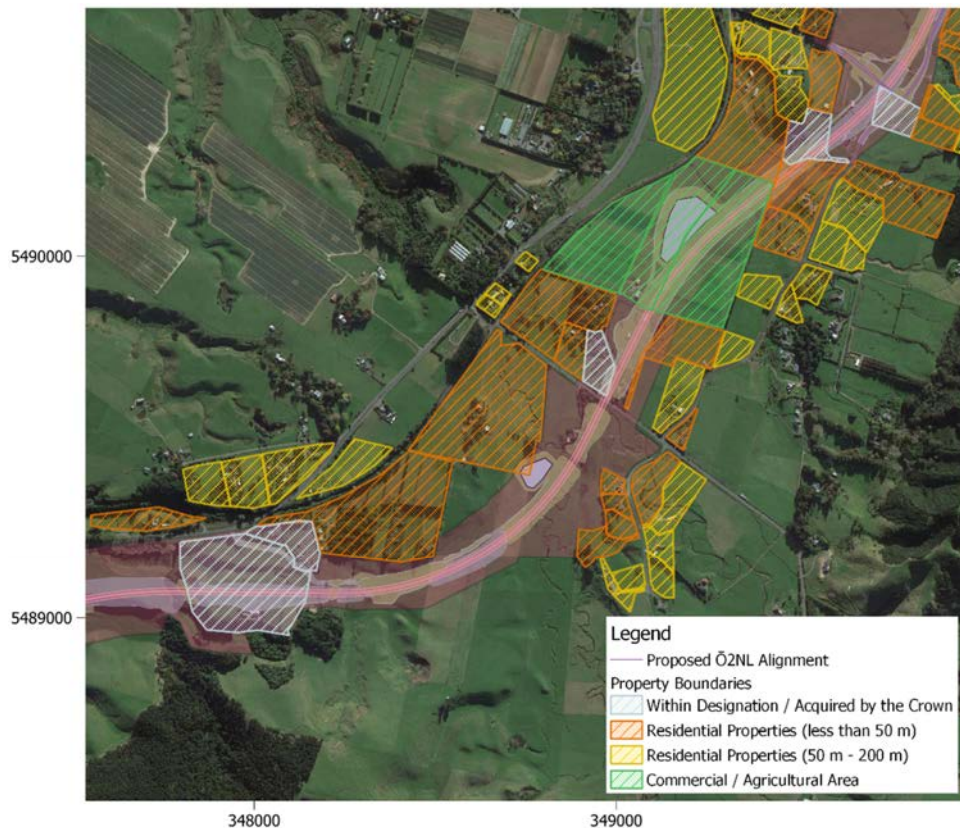 5490000
5489000
348000
349000
Legend
Proposed Ō2NL Alignment
Property Boundaries
Within Designation / Acquired by the Crown
Residential Properties (less than 50 m)
Residential Properties (50 m - 200 m)
Commercial / Agricultural Area